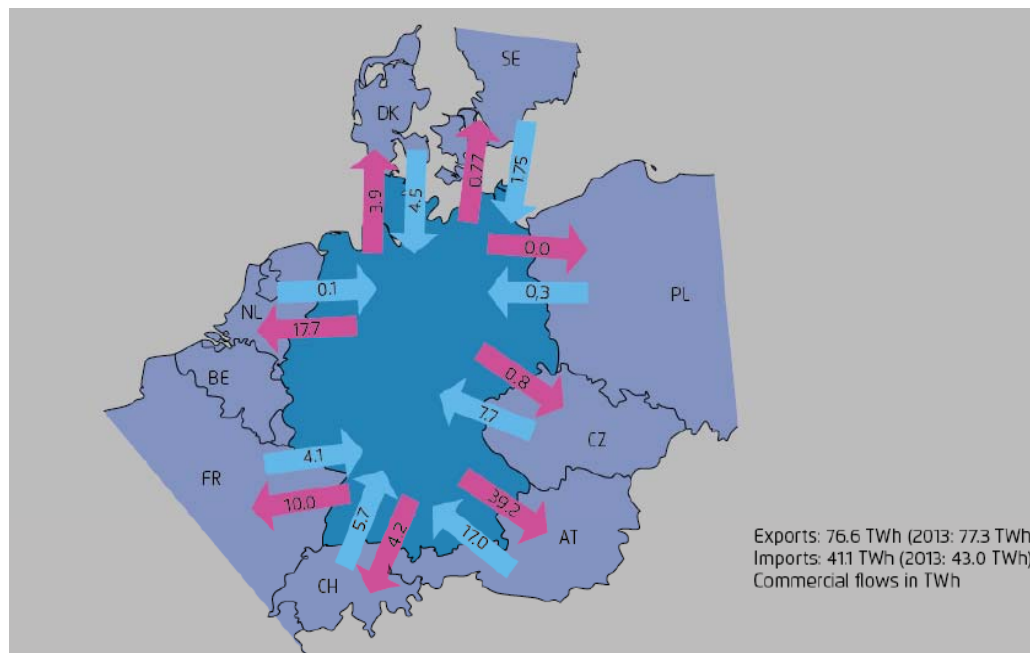 SE
DK
0.77
1.75
3.9
4.5
0.0
0.1
0,3
PL
NL
17.7
BE
0.8
7.7
CZ
4.1
FR
10.0
39.2
5.7
4.2
17.0
AT
CH
Exports: 76.6 TWh (2013: 77.3 TWh
Imports: 41.1 TWh (2013: 43.0 TWh)
Commercial flows in TWh